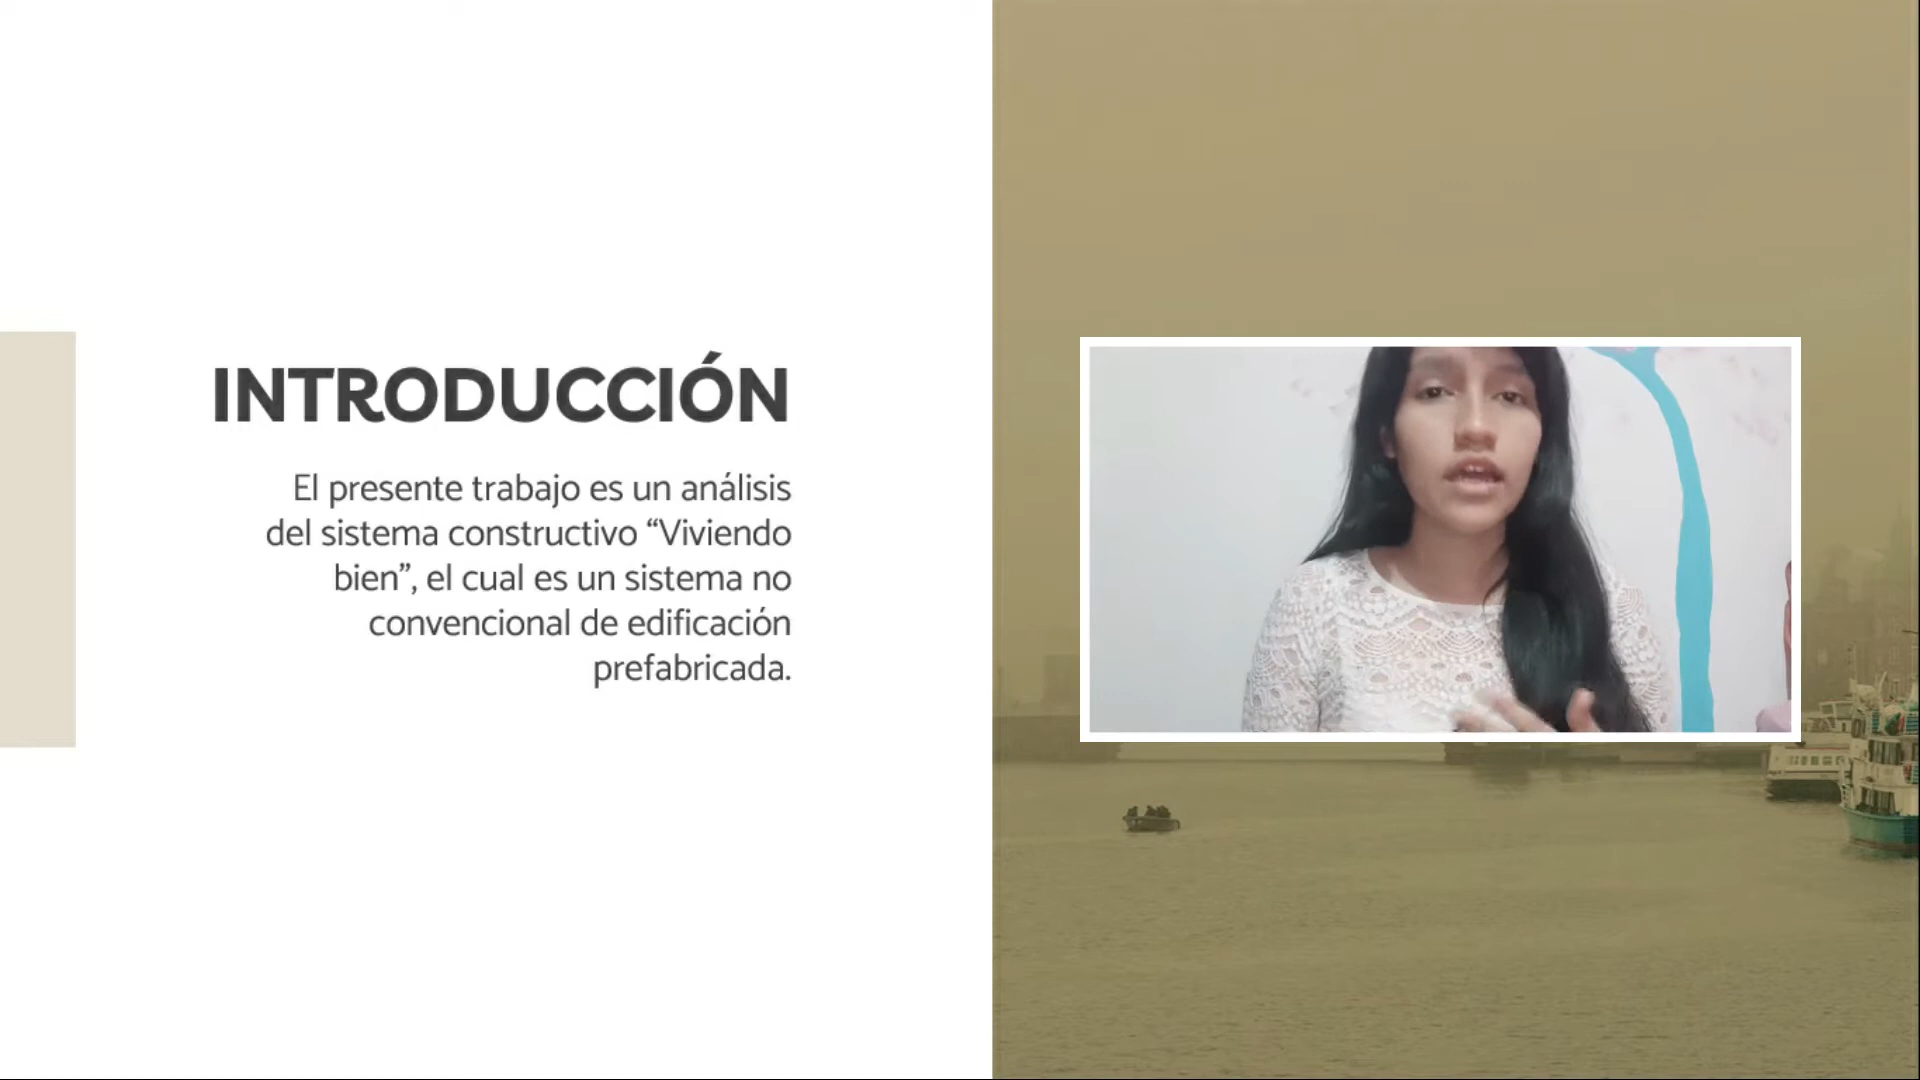 INTRODUCCIÓN
El presente trabajo es un análisis
del sistema constructivo “Viviendo
bien”, el cual es un sistema no
convencional de edificación
prefabricada.